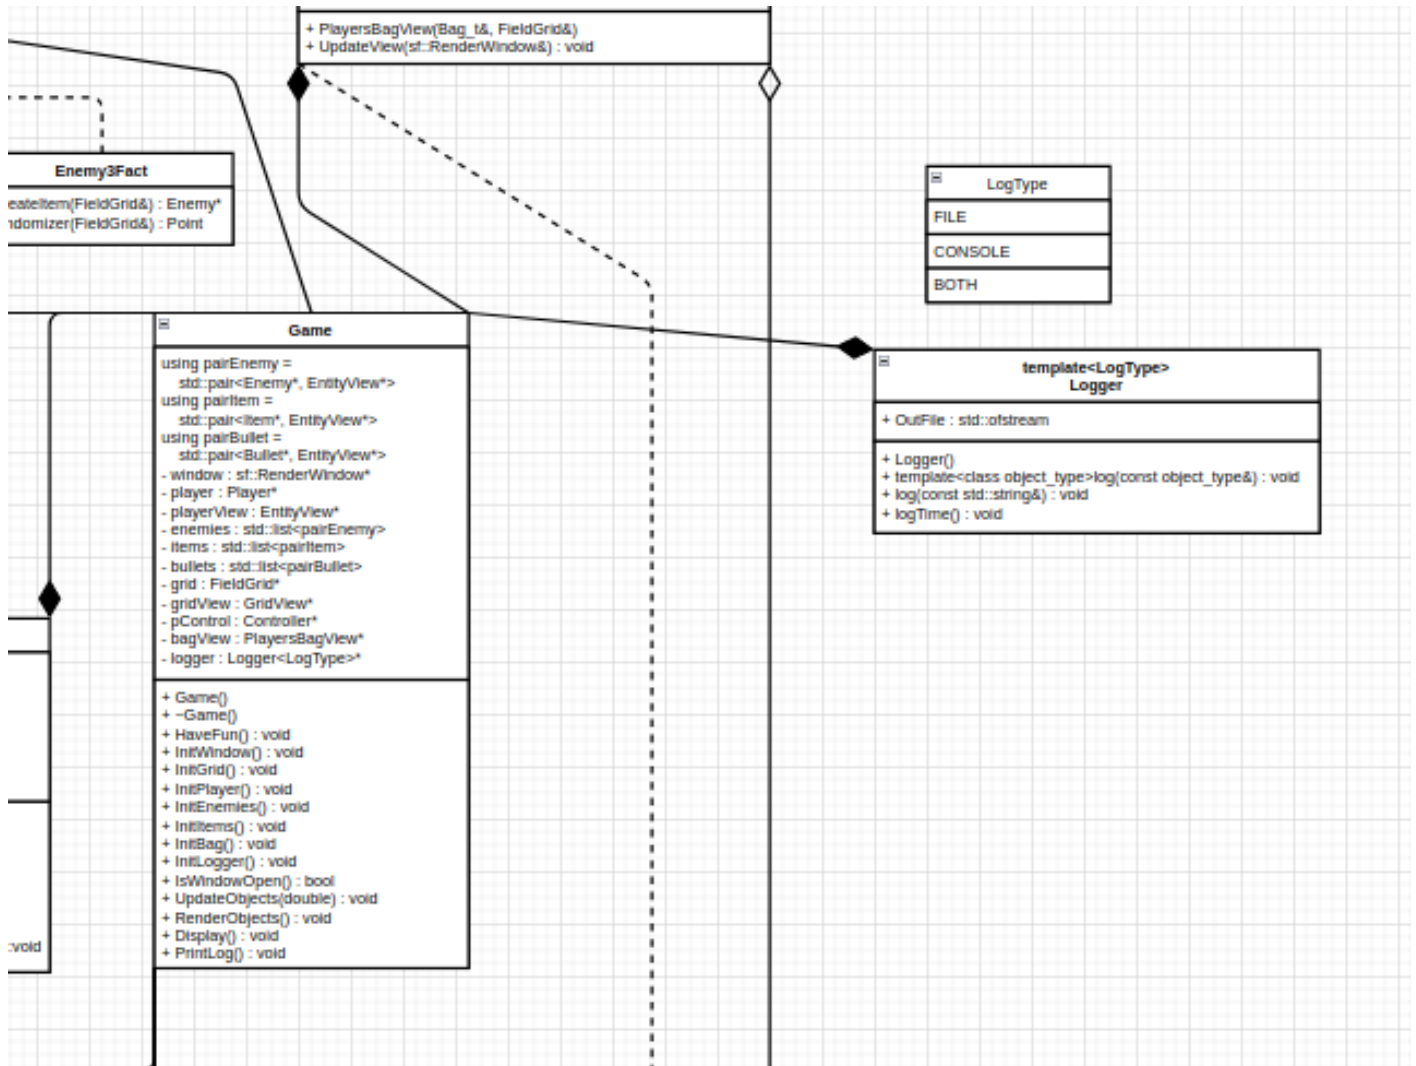 + PlayersBagView(Bag_t&, FieldGrid&)
+ UpdateView(sf::RenderWindow&) : void
Enemy3Fact
eateItem(FieldGrid&) : Enemy*
ndomizer(FieldGrid&) : Point
LogType
FILE
CONSOLE
BOTH
Game
using pairEnemy =
std::pair<Enemy*, EntityView*>
using pairItem =
std::pair<Item*, EntityView*>
using pairBullet =
std::pair<Bullet*, EntityView*>
- window : sf::RenderWindow*
- player : Player*
- playerView : EntityView*
- enemies : std::list<pairEnemy>
- items : std::list<pairItem>
- bullets : std::list<pairBullet>
- grid : FieldGrid*
- gridView : GridView*
- pControl : Controller*
- bagView : PlayersBagView*
- logger : Logger<LogType>*
+ Game()
+ ~Game()
+ HaveFun() : void
+ InitWindow() : void
+ InitGrid() : void
+ InitPlayer() : void
+ InitEnemies() : void
+ InitItems() : void
+ InitBag() : void
+ InitLogger() : void
+ IsWindowOpen() : bool
+ UpdateObjects(double) : void
+ RenderObjects() : void
+ Display() : void
+ PrintLog() : void
template<LogType>
Logger
+ OutFile : std::ofstream
+ Logger()
+ template<class object_type>log(const object_type&) : void
+ log(const std::string&) : void
+ logTime() : void
:void